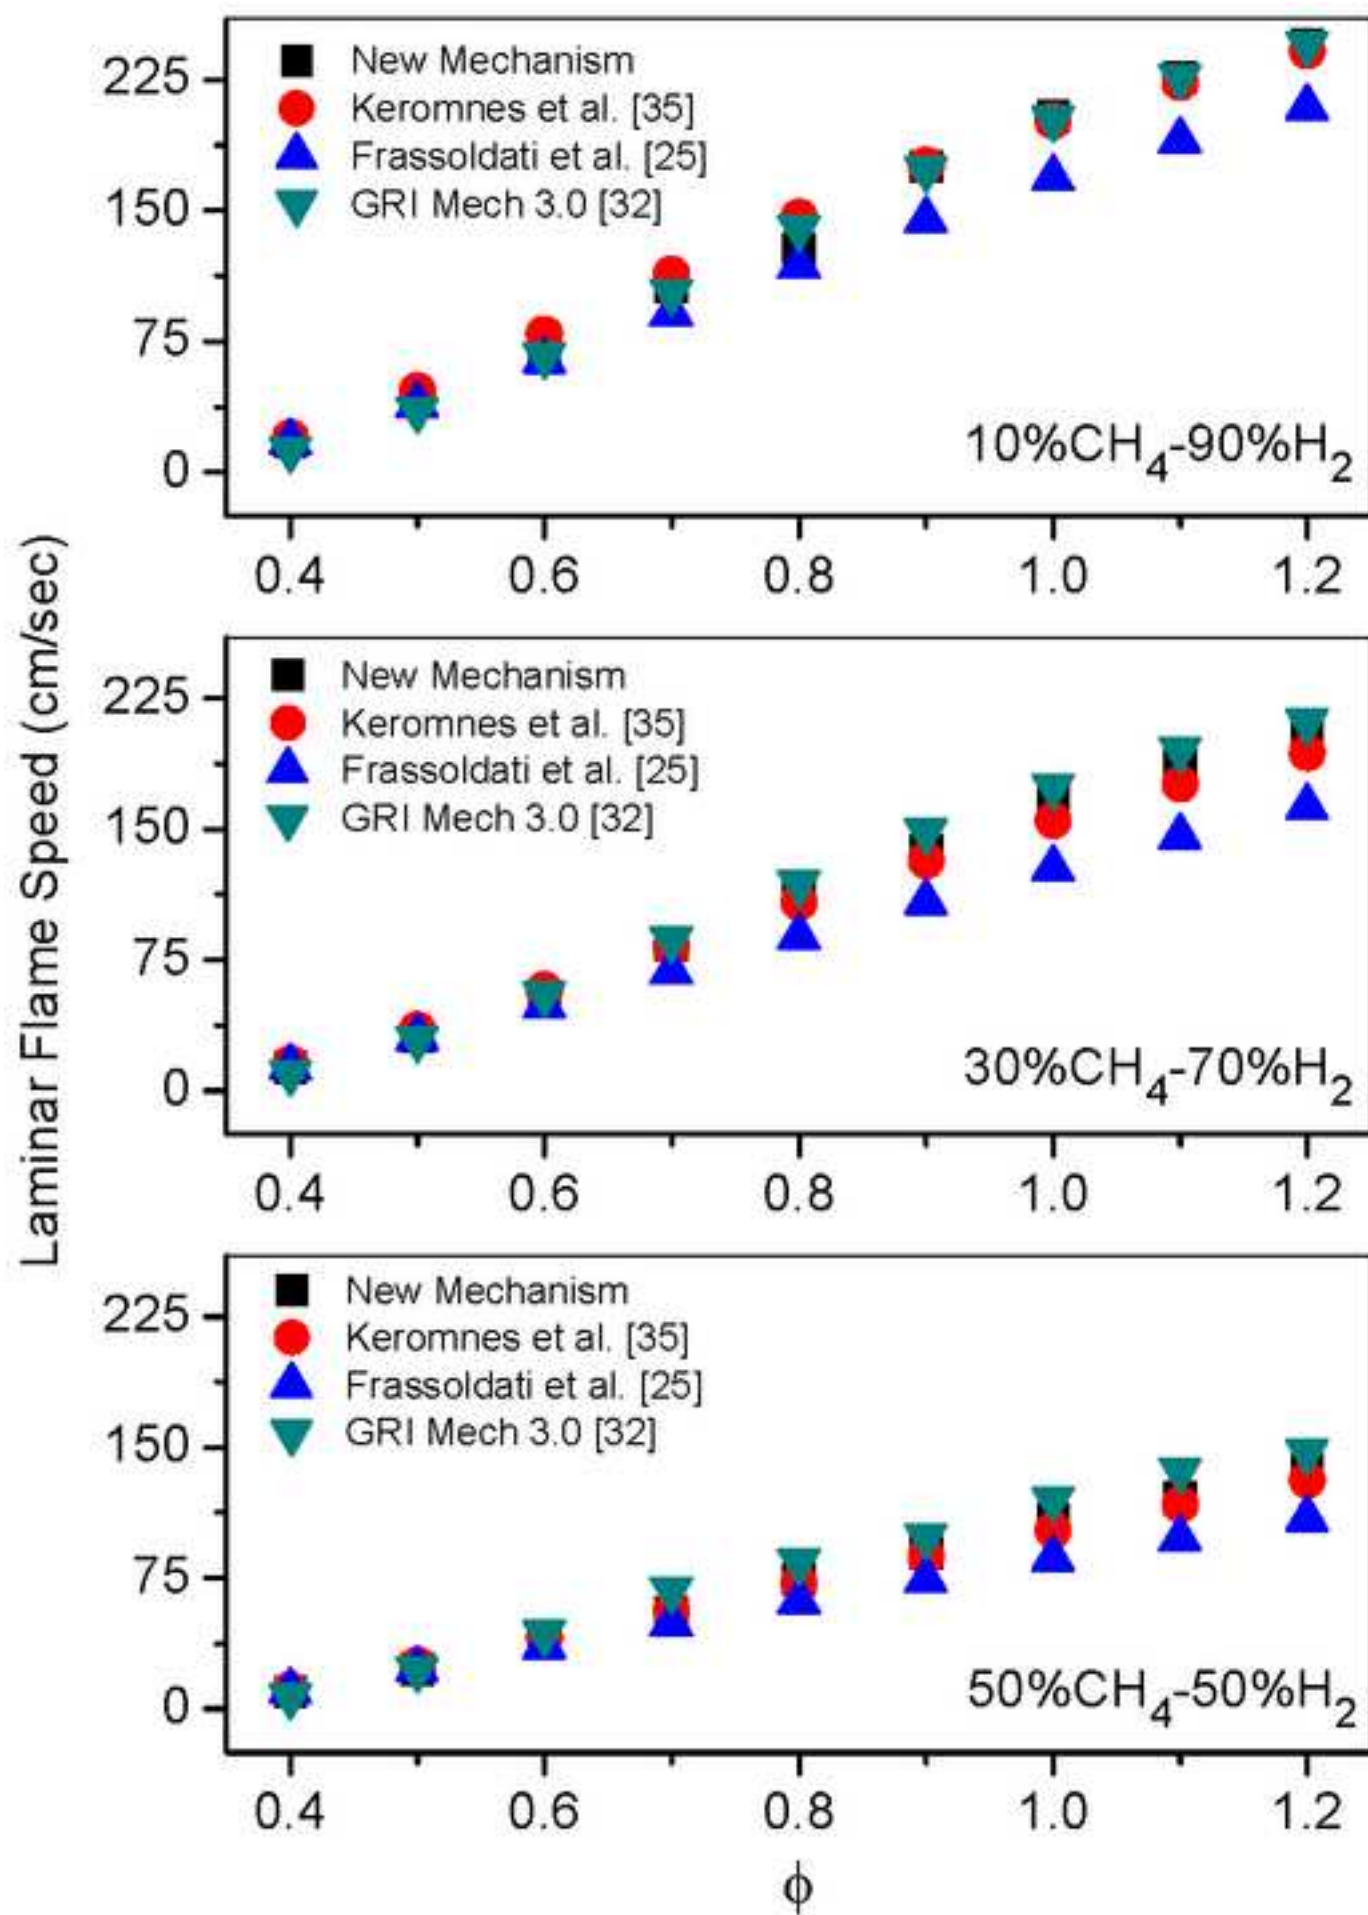 Laminar Flame Speed (cm/sec)
New Mechanism
Keromnes et al. [35]
Frassoldati et al. [25]
GRI Mech 3.0 [32]
225
150
75
0
10%CH4-90%H2
0.4 0.6 0.8 1.0 1.2
New Mechanism
Keromnes et al. [35]
Frassoldati et al. [25]
GRI Mech 3.0 [32]
225
150
75
0
30%CH4-70%H2
0.4 0.6 0.8 1.0 1.2
New Mechanism
Keromnes et al. [35]
Frassoldati et al. [25]
GRI Mech 3.0 [32]
225
150
75
0
50%CH4-50%H2
0.4 0.6 0.8 1.0 1.2
ϕ